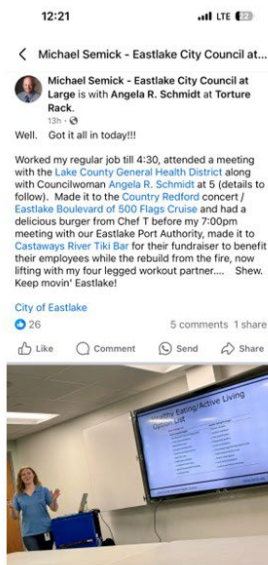 12:21
LTE 22
Michael Semick - Eastlake City Council at...
Michael Semick - Eastlake City Council at
Large is with Angela R. Schmidt at Torture
Rack.
13h ·
Well. Got it all in today!!!
Worked my regular job till 4:30, attended a meeting
with the Lake County General Health District along
with Councilwoman Angela R. Schmidt at 5 (details to
follow). Made it to the Country Redford concert /
Eastlake Boulevard of 500 Flags Cruise and had a
delicious burger from Chef T before my 7:00pm
meeting with our Eastlake Port Authority, made it to
Castaways River Tiki Bar for their fundraiser to benefit
their employees while the rebuild from the fire, now
lifting with my four legged workout partner.... Shew.
Keep movin' Eastlake!
City of Eastlake
26
5 comments 1 share
Like Comment Send Share
Healthy Eating/Active Living
Option List